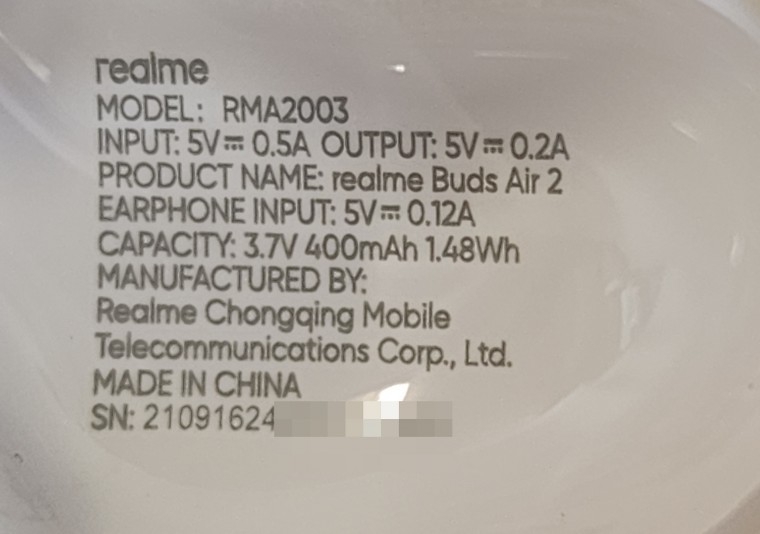 realme
MODEL: RMA2003
INPUT: 5V⎓ 0.5A OUTPUT: 5V⎓ 0.2A
PRODUCT NAME: realme Buds Air 2
EARPHONE INPUT: 5V⎓ 0.12A
CAPACITY: 3.7V 400mAh 1.48Wh
MANUFACTURED BY:
Realme Chongqing Mobile
Telecommunications Corp., Ltd.
MADE IN CHINA
SN: 21091624